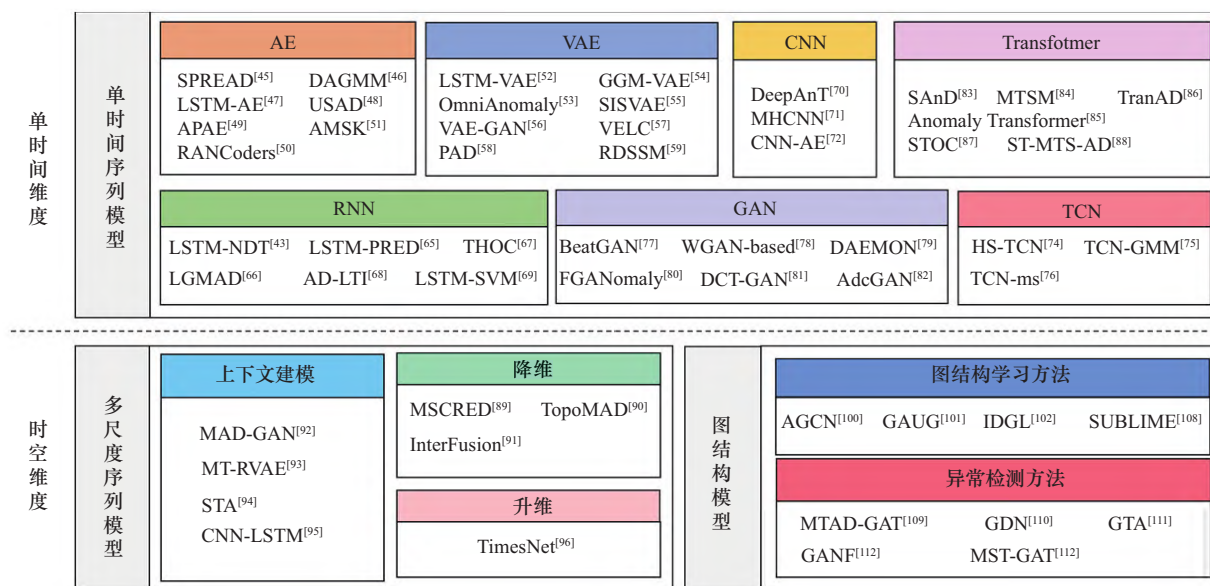 单时间维度
单时间序列模型
AE
SPREAD[45] DAGMM[46]
LSTM-AE[47] USAD[48]
APAE[49] AMSK[51]
RANCoders[50]
VAE
LSTM-VAE[52] GGM-VAE[54]
OmniAnomaly[53] SISVAE[55]
VAE-GAN[56] VELC[57]
PAD[58] RDSSM[59]
CNN
DeepAnT[70]
MHCNN[71]
CNN-AE[72]
Transfotmer
SAnD[83] MTSM[84] TranAD[86]
Anomaly Transformer[85]
STOC[87] ST-MTS-AD[88]
RNN
LSTM-NDT[43] LSTM-PRED[65] THOC[67]
LGMAD[66] AD-LTI[68] LSTM-SVM[69]
GAN
BeatGAN[77] WGAN-based[78] DAEMON[79]
FGANomaly[80] DCT-GAN[81] AdcGAN[82]
TCN
HS-TCN[74] TCN-GMM[75]
TCN-ms[76]
时空维度
多尺度序列模型
上下文建模
MAD-GAN[92]
MT-RVAE[93]
STA[94]
CNN-LSTM[95]
降维
MSCRED[89] TopoMAD[90]
InterFusion[91]
升维
TimesNet[96]
图结构模型
图结构学习方法
AGCN[100] GAUG[101] IDGL[102] SUBLIME[108]
异常检测方法
MTAD-GAT[109] GDN[110] GTA[111]
GANF[112] MST-GAT[112]